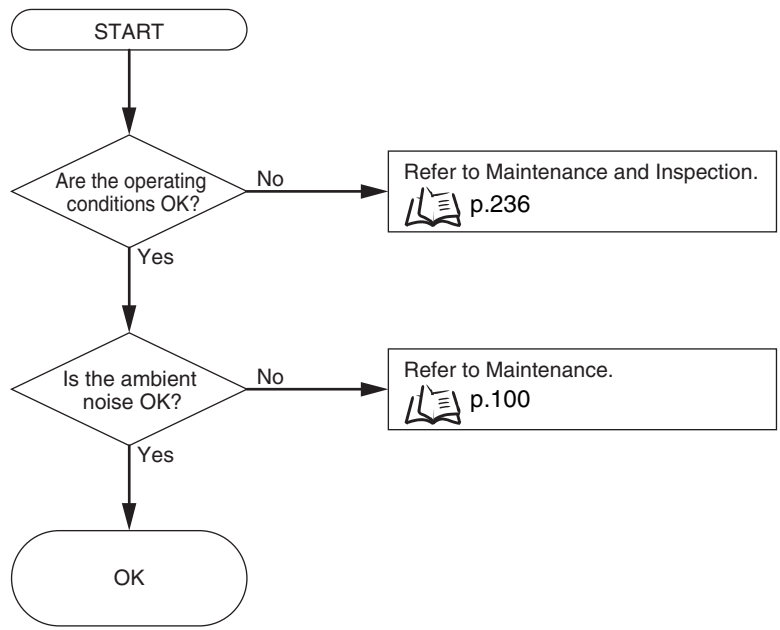 START
Are the operating
conditions OK?
No
Refer to Maintenance and Inspection.
p.236
Yes
Is the ambient
noise OK?
No
Refer to Maintenance.
p.100
Yes
OK